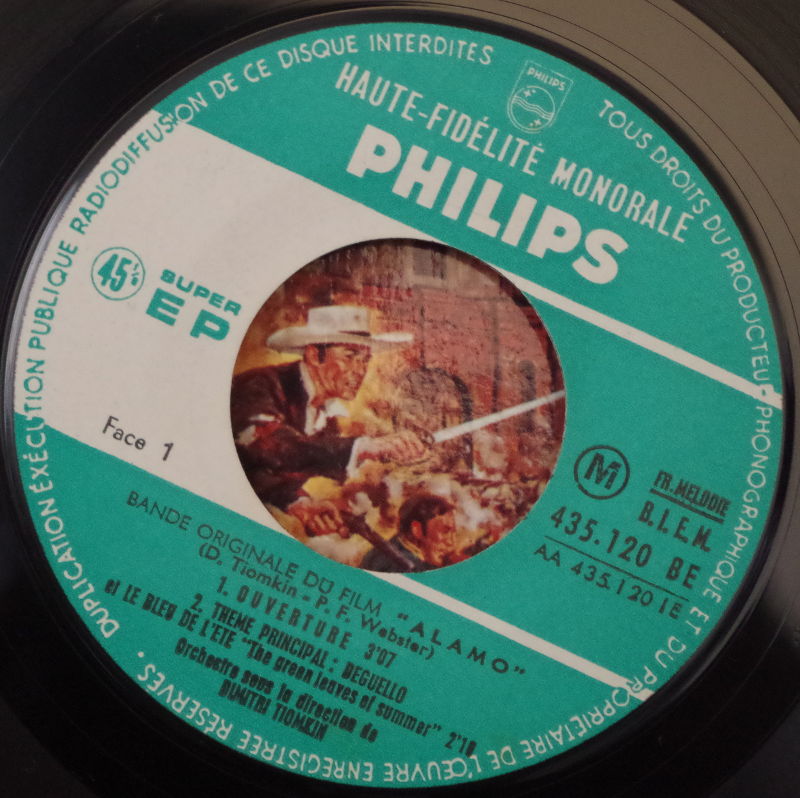 TOUS DROITS DU PRODUCTEUR PHONOGRAPHIQUE ET DU PROPRIÉTAIRE DE L'ŒUVRE ENREGISTRÉE RÉSERVÉS. DUPLICATION EXÉCUTION PUBLIQUE RADIODIFFUSION DE CE DISQUE INTERDITES
PHILIPS
HAUTE-FIDÉLITÉ MONORALE
PHILIPS
45 T/S
SUPER
EP
Face 1
M
FR. MELODIE
B.I.E.M.
435.120 BE
AA 435.120 1E
BANDE ORIGINALE DU FILM "ALAMO"
(D. Tiomkin - P. F. Webster)
1. OUVERTURE 3'07
2. THEME PRINCIPAL : DEGUELLO
et LE BLEU DE L'ETE "The green leaves of summer" 2'18
Orchestre sous la direction de
DIMITRI TIOMKIN